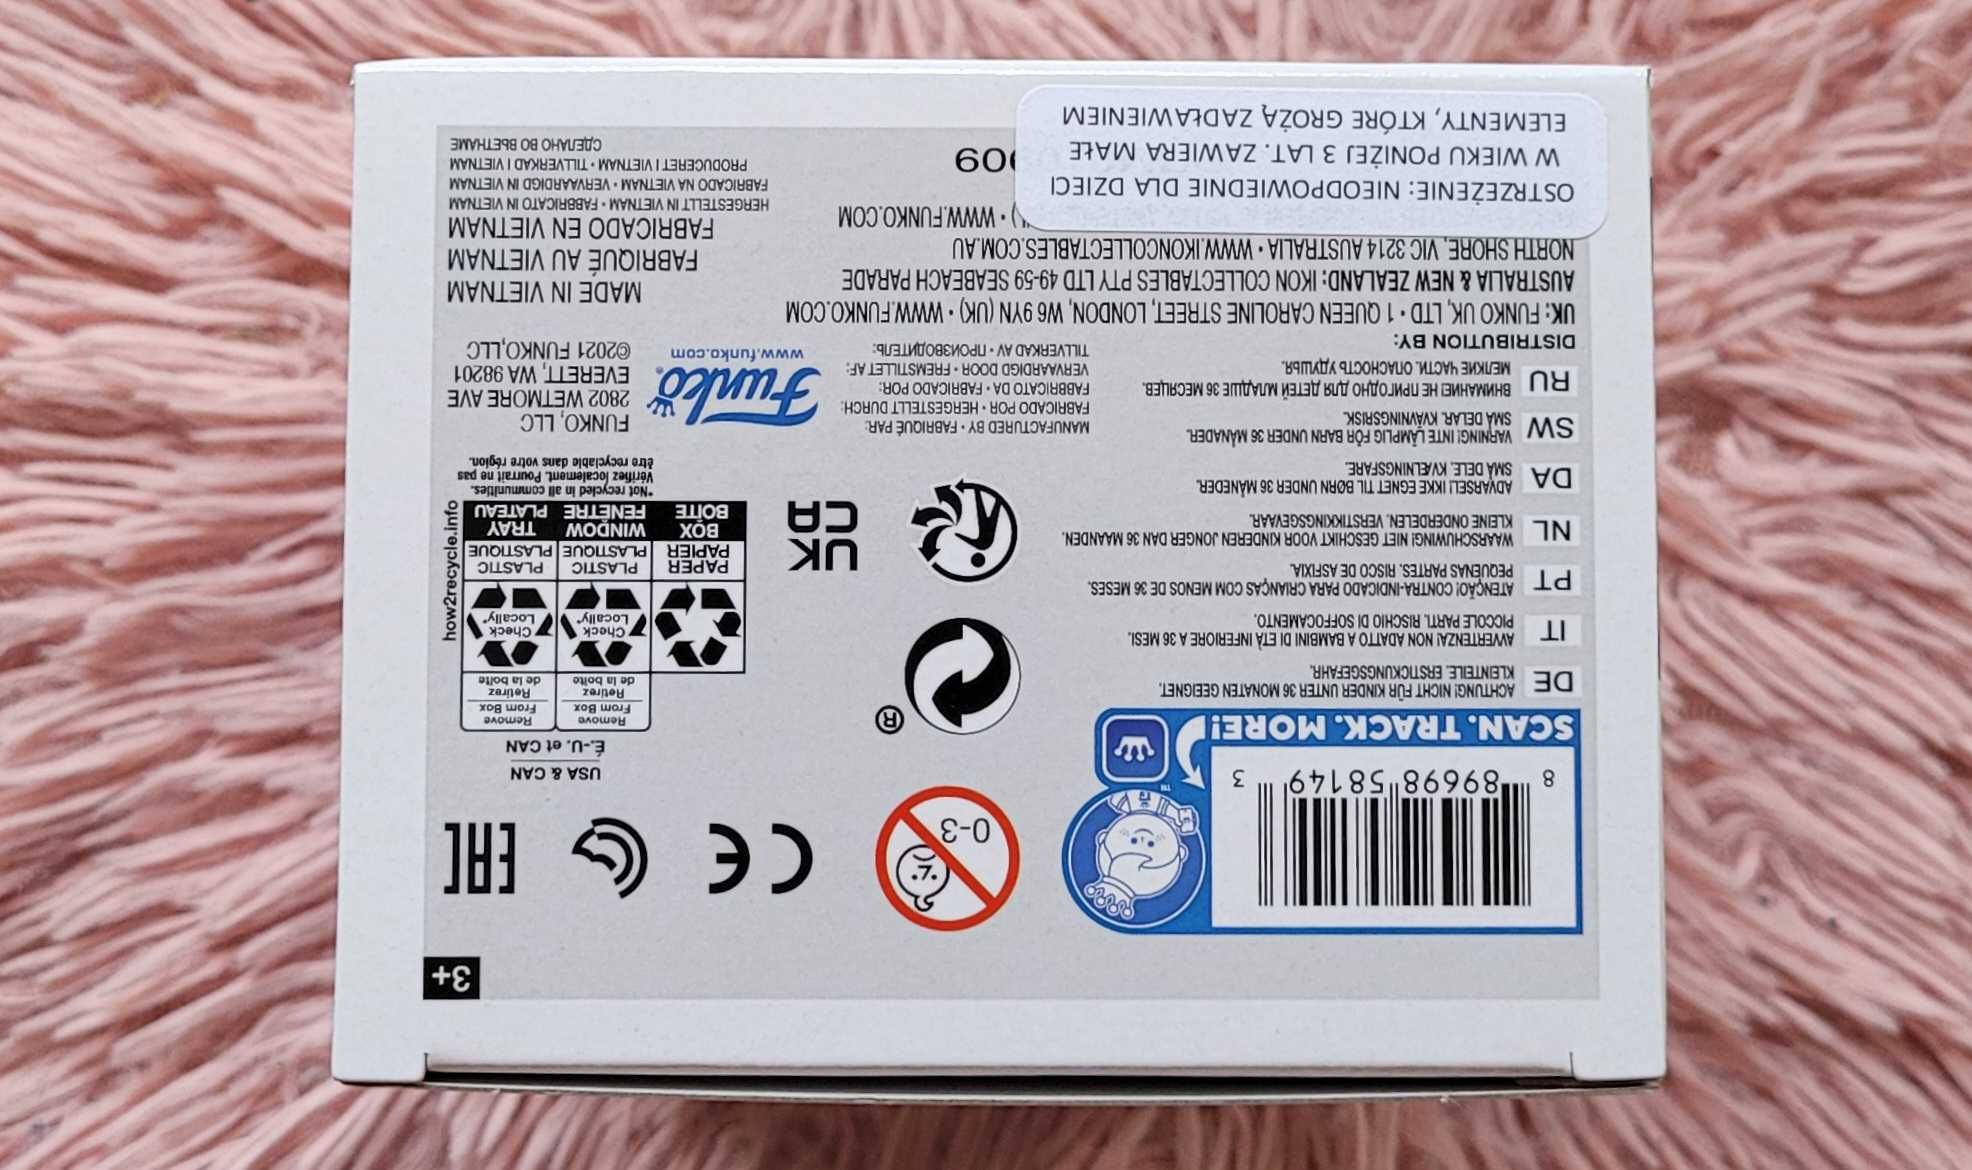 3+
8 89698 58149 3
SCAN. TRACK. MORE!
TM
0-3
CE
EAC
USA & CAN
É.-U. et CAN
Remove
From Box
Retirez
de la boîte
Remove
From Box
Retirez
de la boîte
Check
Locally*
Check
Locally*
PAPER
PAPIER
PLASTIC
PLASTIQUE
PLASTIC
PLASTIQUE
BOX
BOÎTE
WINDOW
FENÊTRE
TRAY
PLATEAU
how2recycle.info
*Not recycled in all communities.
Vérifiez localement. Pourrait ne pas
être recyclable dans votre région.
®
UK
CA
DE
ACHTUNG! NICHT FÜR KINDER UNTER 36 MONATEN GEEIGNET.
KLEINTEILE. ERSTICKUNGSGEFAHR.
IT
AVVERTENZA! NON ADATTO A BAMBINI DI ETÀ INFERIORE A 36 MESI.
PICCOLE PARTI. RISCHIO DI SOFFOCAMENTO.
PT
ATENÇÃO! CONTRA-INDICADO PARA CRIANÇAS COM MENOS DE 36 MESES.
PEQUENAS PARTES. RISCO DE ASFIXIA.
NL
WAARSCHUWING! NIET GESCHIKT VOOR KINDEREN JONGER DAN 36 MAANDEN.
KLEINE ONDERDELEN. VERSTIKKINGSGEVAAR.
DA
ADVARSEL! IKKE EGNET TIL BØRN UNDER 36 MÅNEDER.
SMÅ DELE. KVÆLNINGSFARE.
SW
VARNING! INTE LÄMPLIG FÖR BARN UNDER 36 MÅNADER.
SMÅ DELAR. KVÄVNINGSRISK.
RU
ВНИМАНИЕ! НЕ ПРИГОДНО ДЛЯ ДЕТЕЙ МЛАДШЕ 36 МЕСЯЦЕВ.
МЕЛКИЕ ЧАСТИ. ОПАСНОСТЬ УДУШЬЯ.
MANUFACTURED BY • FABRIQUÉ PAR:
FABRICADO POR • HERGESTELLT DURCH:
FABBRICATO DA • FABRICADO POR:
VERVAARDIGD DOOR • FREMSTILLET AF:
TILLVERKAD AV • ПРОИЗВОДИТЕЛЬ:
Funko®
www.funko.com
FUNKO, LLC
2802 WETMORE AVE
EVERETT, WA 98201
©2021 FUNKO,LLC
DISTRIBUTION BY:
UK: FUNKO UK, LTD • 1 QUEEN CAROLINE STREET, LONDON, W6 9YN (UK) • WWW.FUNKO.COM
AUSTRALIA & NEW ZEALAND: IKON COLLECTABLES PTY LTD 49-59 SEABEACH PARADE
NORTH SHORE, VIC 3214 AUSTRALIA • WWW.IKONCOLLECTABLES.COM.AU
) • WWW.FUNKO.COM
MADE IN VIETNAM
FABRIQUÉ AU VIETNAM
FABRICADO EN VIETNAM
HERGESTELLT IN VIETNAM • FABBRICATO IN VIETNAM
FABRICADO NA VIETNAM • VERVAARDIGD IN VIETNAM
PRODUCERET I VIETNAM • TILLVERKAD I VIETNAM
СДЕЛАНО ВО ВЬЕТНАМЕ
OSTRZEŻENIE: NIEODPOWIEDNIE DLA DZIECI
W WIEKU PONIŻEJ 3 LAT. ZAWIERA MAŁE
ELEMENTY, KTÓRE GROŻĄ ZADŁAWIENIEM